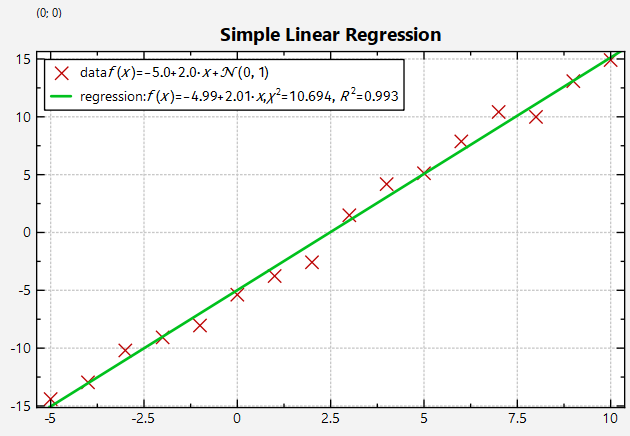 (0; 0)
Simple Linear Regression
data f(x)=−5.0+2.0·x+𝒩(0, 1)
regression: f(x)=−4.99+2.01·x, χ²=10.694, R²=0.993
15
10
5
0
-5
-10
-15
-5 -2.5 0 2.5 5 7.5 10